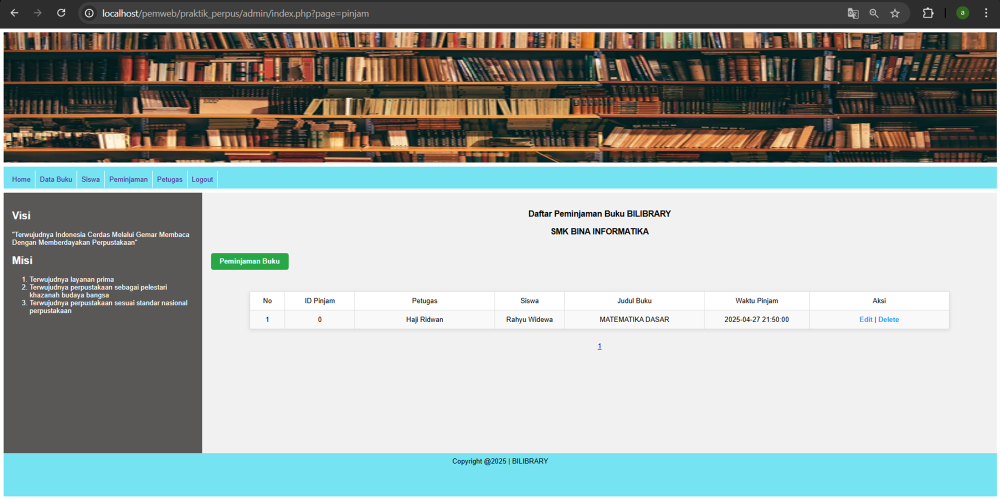 localhost/pemweb/praktik_perpus/admin/index.php?page=pinjam
a
Home
Data Buku
Siswa
Peminjaman
Petugas
Logout
Visi
"Terwujudnya Indonesia Cerdas Melalui Gemar Membaca
Dengan Memberdayakan Perpustakaan"
Misi
1. Terwujudnya layanan prima
2. Terwujudnya perpustakaan sebagai pelestari
khazanah budaya bangsa
3. Terwujudnya perpustakaan sesuai standar nasional
perpustakaan
Daftar Peminjaman Buku BILIBRARY
SMK BINA INFORMATIKA
Peminjaman Buku
No ID Pinjam Petugas Siswa Judul Buku Waktu Pinjam Aksi
1 0 Haji Ridwan Rahyu Widewa MATEMATIKA DASAR 2025-04-27 21:50:00 Edit | Delete
1
Copyright @2025 | BILIBRARY